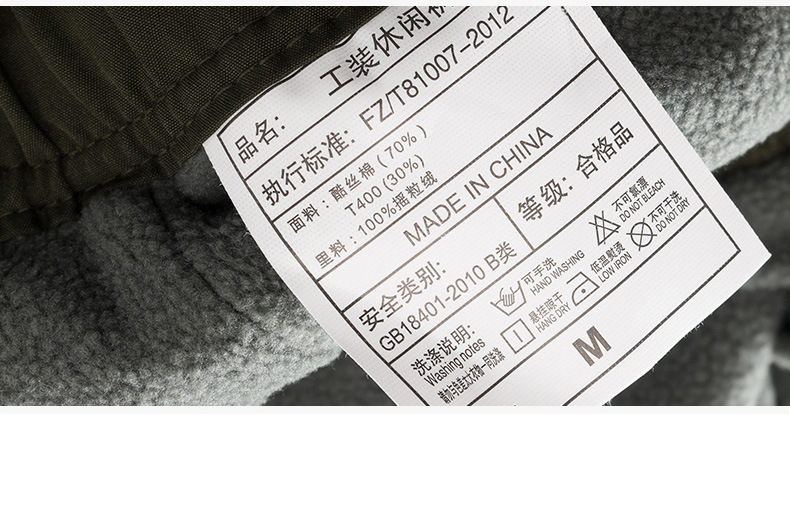 品名: 工装休闲裤
执行标准: FZ/T81007-2012
面料: 酷丝棉 (70%)
T400 (30%)
里料: 100%摇粒绒
MADE IN CHINA
安全类别: 等级: 合格品
GB18401-2010 B类
洗涤说明:
Washing notes
可手洗
HAND WASHING
不可氯漂
DO NOT BLEACH
悬挂晾干
HANG DRY
低温熨烫
LOW IRON
不可干洗
DO NOT DRY
M